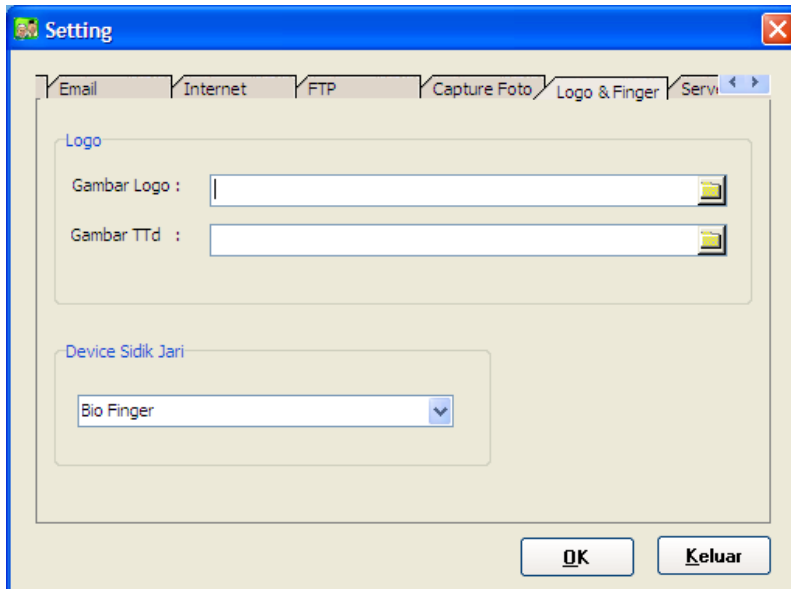 Setting
Email Internet FTP Capture Foto Logo & Finger Serv
Logo
Gambar Logo :
Gambar TTd :
Device Sidik Jari
Bio Finger
OK Keluar